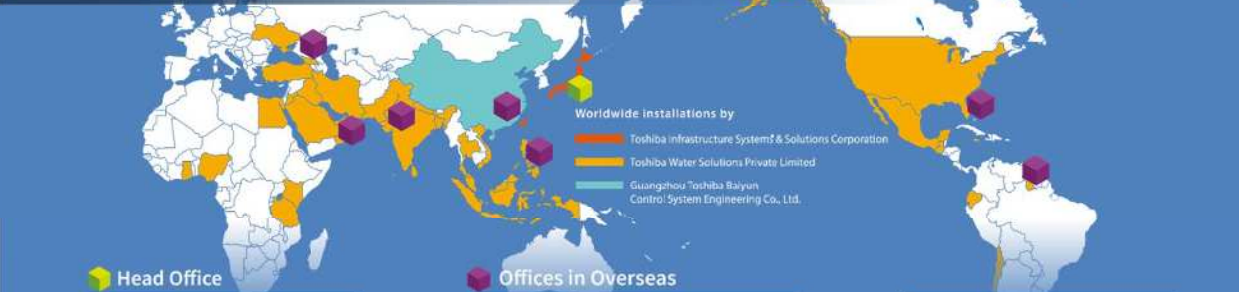 Worldwide installations by
Toshiba Infrastructure Systems & Solutions Corporation
Toshiba Water Solutions Private Limited
Guangzhou Toshiba Baiyun
Control System Engineering Co., Ltd.
Head Office
Offices in Overseas